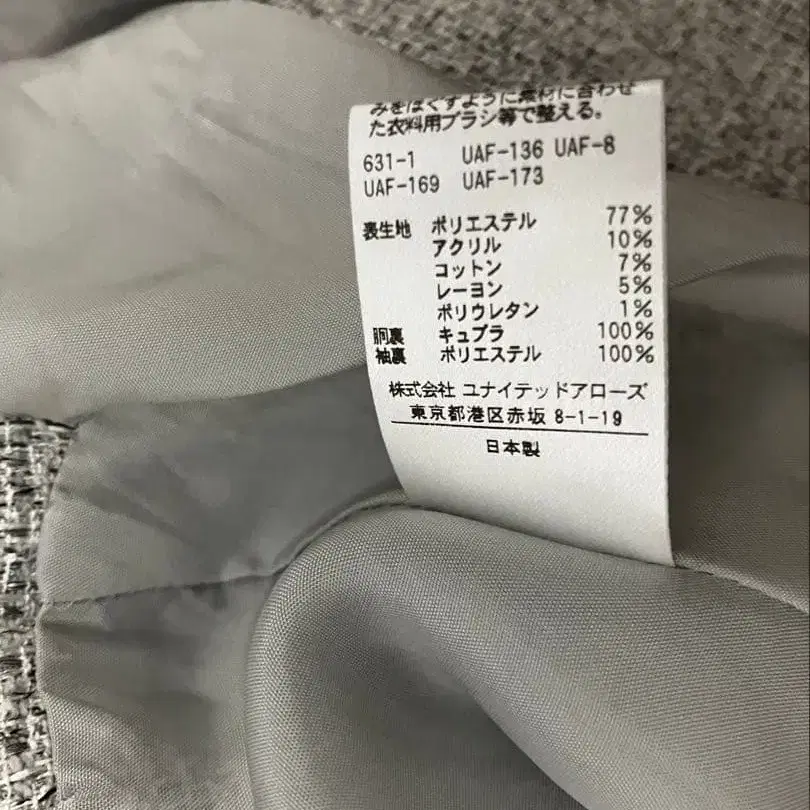 みをほぐすように素材に合わせ
た衣料用ブラシ等で整える。
631-1 UAF-136 UAF-8
UAF-169 UAF-173
表生地 ポリエステル 77%
アクリル 10%
コットン 7%
レーヨン 5%
ポリウレタン 1%
胴裏 キュプラ 100%
袖裏 ポリエステル 100%
株式会社 ユナイテッドアローズ
東京都港区赤坂 8-1-19
日本製